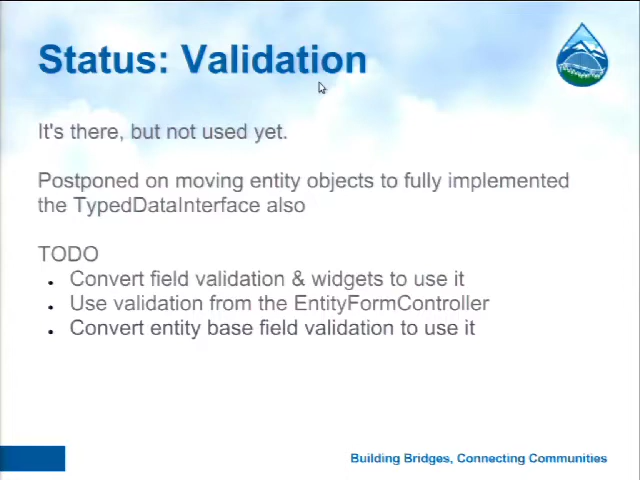 Status: Validation
It's there, but not used yet.
Postponed on moving entity objects to fully implemented
the TypedDataInterface also
TODO
Convert field validation & widgets to use it
Use validation from the EntityFormController
Convert entity base field validation to use it
Building Bridges, Connecting Communities